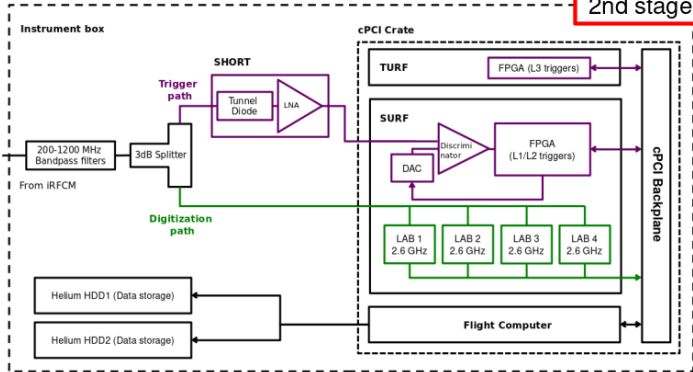 2nd stage
Instrument box
cPCI Crate
SHORT
TURF
FPGA (L3 triggers)
Trigger
path
Tunnel
Diode
LNA
SURF
Discrimi
nator
FPGA
(L1/L2 triggers)
DAC
200-1200 MHz
Bandpass filters
3dB Splitter
From iRFCM
Digitization
path
LAB 1
2.6 GHz
LAB 2
2.6 GHz
LAB 3
2.6 GHz
LAB 4
2.6 GHz
cPCI Backplane
Helium HDD1 (Data storage)
Helium HDD2 (Data storage)
Flight Computer